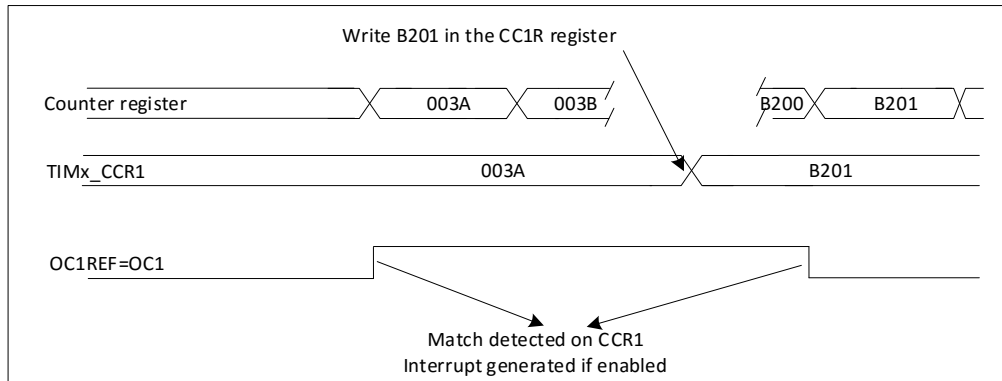 Write B201 in the CC1R register
Counter register 003A 003B B200 B201
TIMx_CCR1 003A B201
OC1REF=OC1
Match detected on CCR1
Interrupt generated if enabled